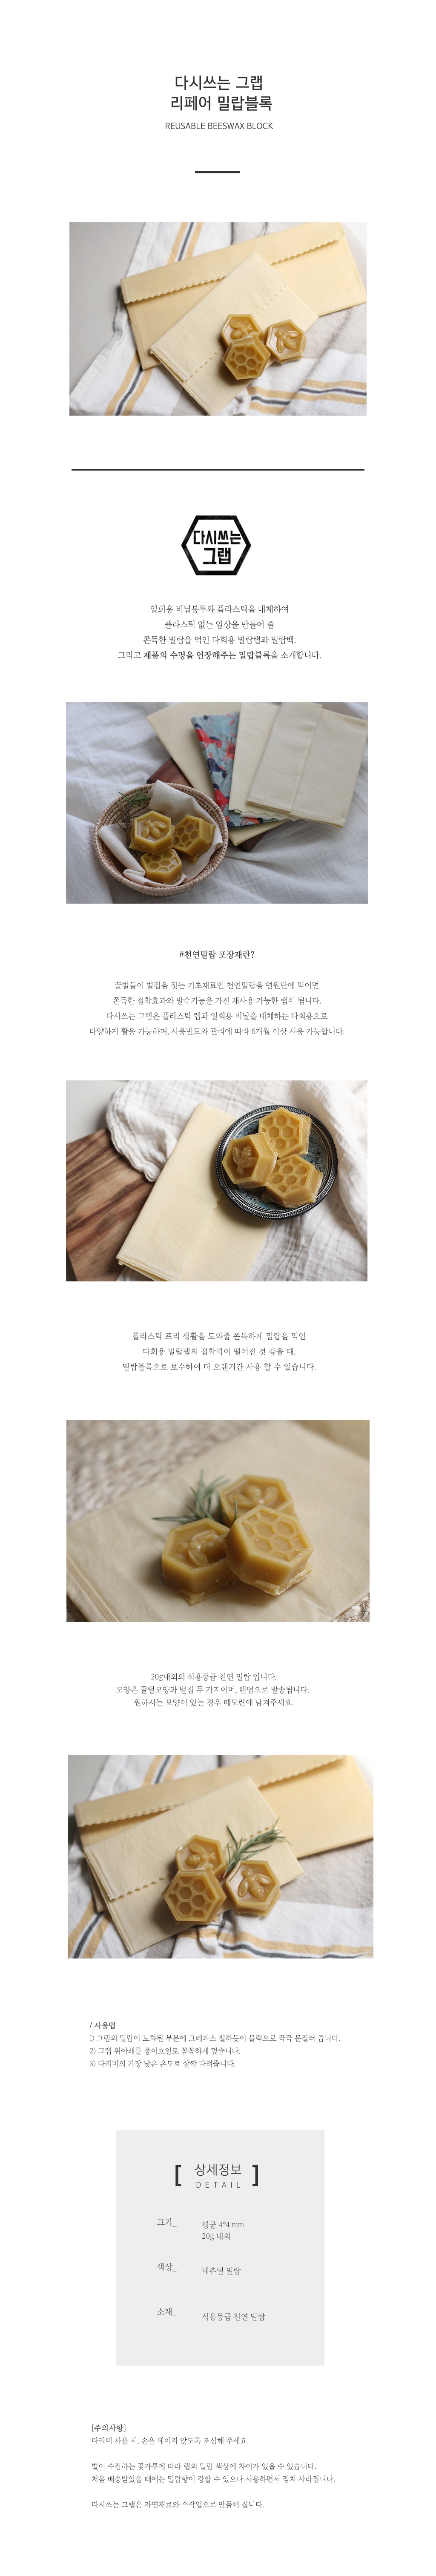 다시쓰는 그랩
리페어 밀랍블록
REUSABLE BEESWAX BLOCK
다시쓰는
그랩
일회용 비닐봉투와 플라스틱을 대체하여
플라스틱 없는 일상을 만들어 줄
쫀득한 밀랍을 먹인 다회용 밀랍랩과 밀랍백.
그리고 제품의 수명을 연장해주는 밀랍블록을 소개합니다.
#천연밀랍 포장재란?
꿀벌들이 벌집을 짓는 기초재료인 천연밀랍을 면원단에 먹이면
쫀득한 접착효과와 발수기능을 가진 재사용 가능한 랩이 됩니다.
다시쓰는 그랩은 플라스틱 랩과 일회용 비닐을 대체하는 다회용으로
다양하게 활용 가능하며, 사용빈도와 관리에 따라 6개월 이상 사용 가능합니다.
플라스틱 프리 생활을 도와줄 쫀득하게 밀랍을 먹인
다회용 밀랍랩의 접착력이 떨어진 것 같을 때,
밀랍블록으로 보수하여 더 오랜기간 사용 할 수 있습니다.
20g내외의 식용등급 천연 밀랍 입니다.
모양은 꿀벌모양과 벌집 두 가지이며, 랜덤으로 발송됩니다.
원하시는 모양이 있는 경우 메모란에 남겨주세요.
/ 사용법
1) 그랩의 밀랍이 노화된 부분에 크레파스 칠하듯이 블럭으로 꾹꾹 문질러 줍니다.
2) 그랩 위아래를 종이호일로 꼼꼼하게 덮습니다.
3) 다리미의 가장 낮은 온도로 살짝 다려줍니다.
[ 상세정보 ]
DETAIL
크기_ 평균 4*4 mm
20g 내외
색상_ 네츄럴 밀랍
소재_ 식용등급 천연 밀랍
[주의사항]
다리미 사용 시, 손을 데이지 않도록 조심해 주세요.
벌이 수집하는 꽃가루에 따라 랩의 밀랍 색상에 차이가 있을 수 있습니다.
처음 배송받았을 때에는 밀랍향이 강할 수 있으나 사용하면서 점차 사라집니다.
다시쓰는 그랩은 자연재료와 수작업으로 만들어 집니다.